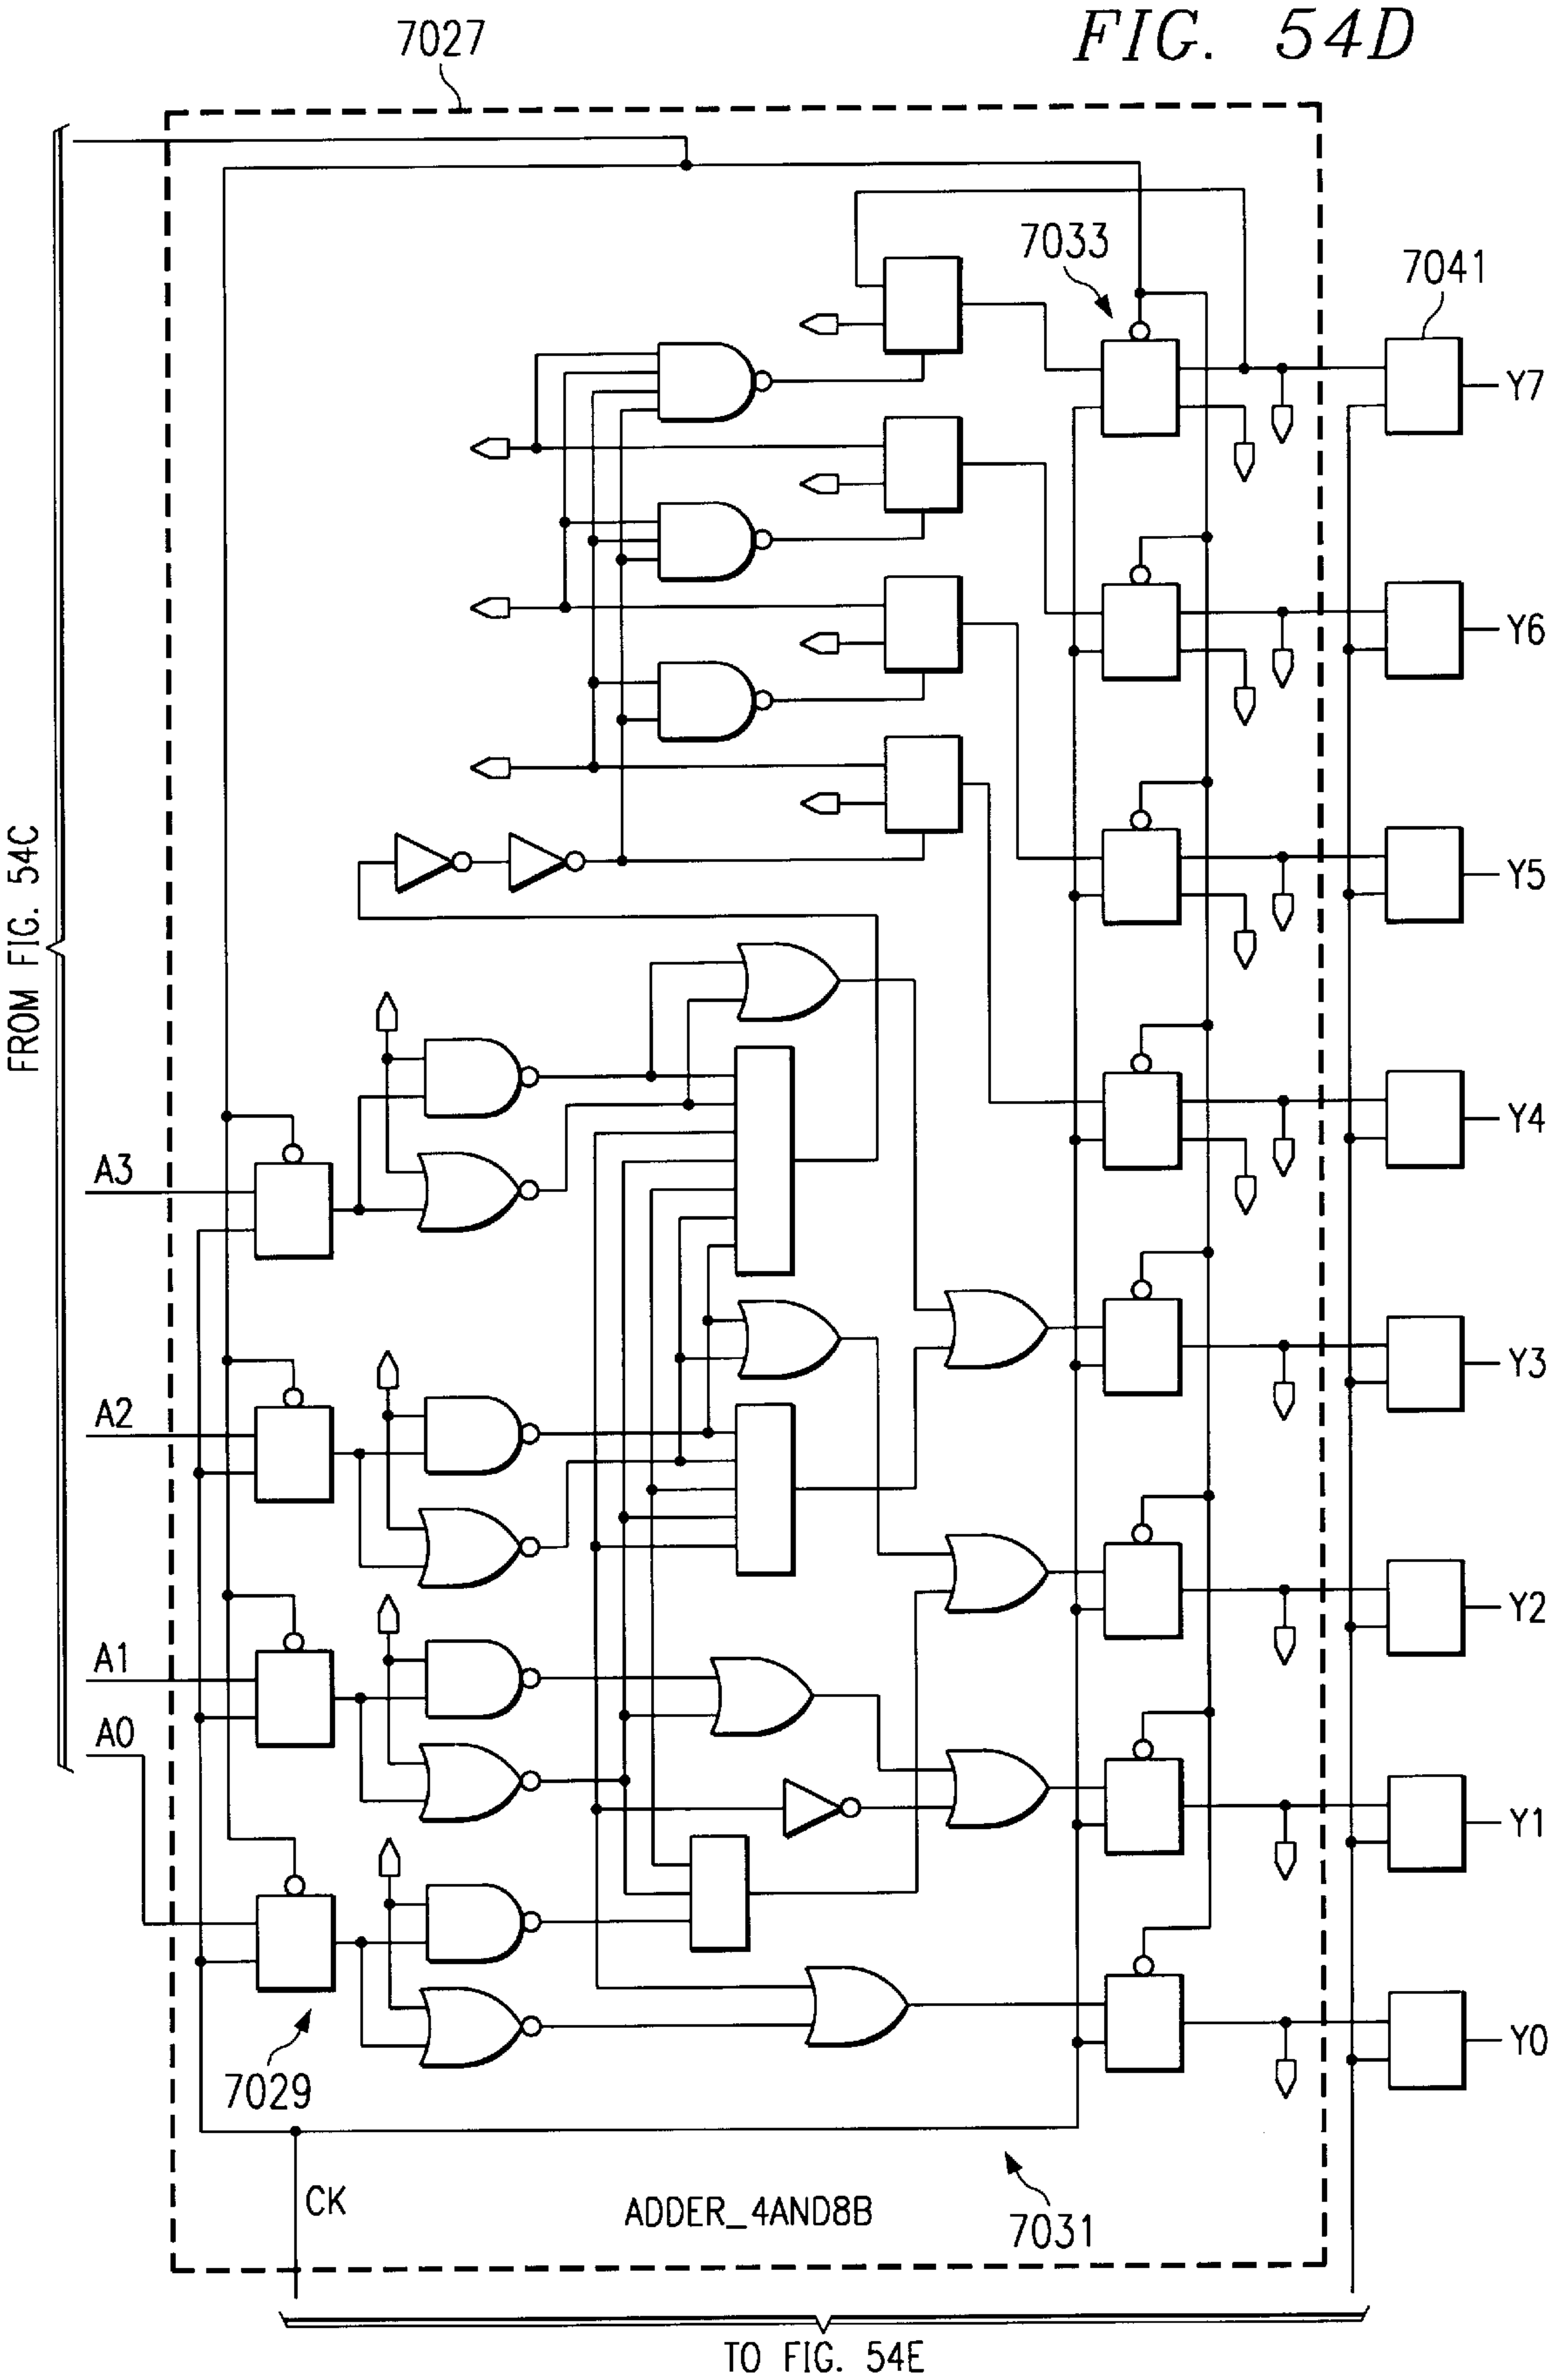 FIG. 54D
7027
7033
7041
Y7
Y6
Y5
FROM FIG. 54C
Y4
A3
Y3
A2
Y2
A1
A0
Y1
Y0
7029
CK
ADDER_4AND8B
7031
TO FIG. 54E